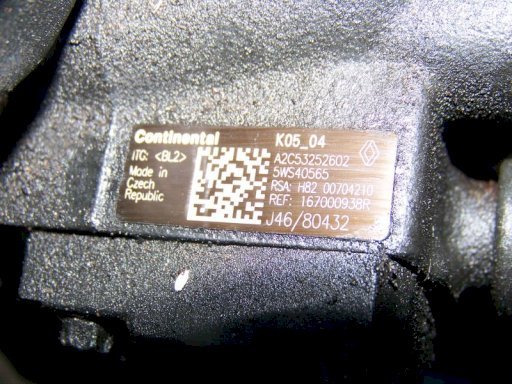 Continental K05_04
ITC: <BL2> A2C53252602
Made in 5WS40565
Czech RSA: H82 00704210
Republic REF: 167000938R
J46/80432